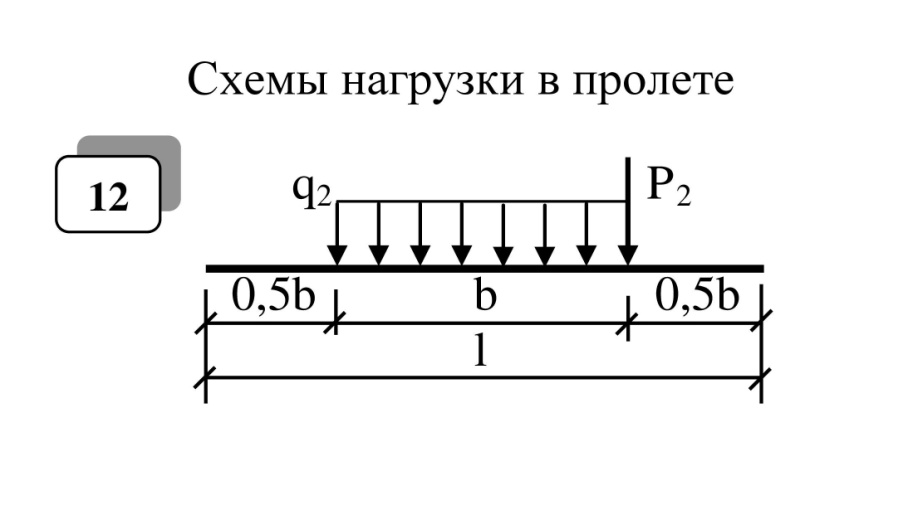 Схемы нагрузки в пролете
12
q2
P2
0,5b
b
0,5b
l